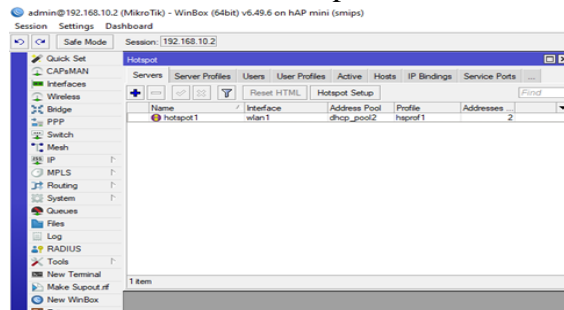 admin@192.168.10.2 (MikroTik) - WinBox (64bit) v6.49.6 on hAP mini (smips)
Session Settings Dashboard
Safe Mode Session: 192.168.10.2
Quick Set
CAPsMAN
Interfaces
Wireless
Bridge
PPP
Switch
Mesh
IP
MPLS
Routing
System
Queues
Files
Log
RADIUS
Tools
New Terminal
Make Supout.rif
New WinBox
Hotspot
Servers Server Profiles Users User Profiles Active Hosts IP Bindings Service Ports ...
Reset HTML Hotspot Setup Find
Name Interface Address Pool Profile Addresses ...
hotspot1 wlan1 dhcp_pool2 hsprof1 2
1 item